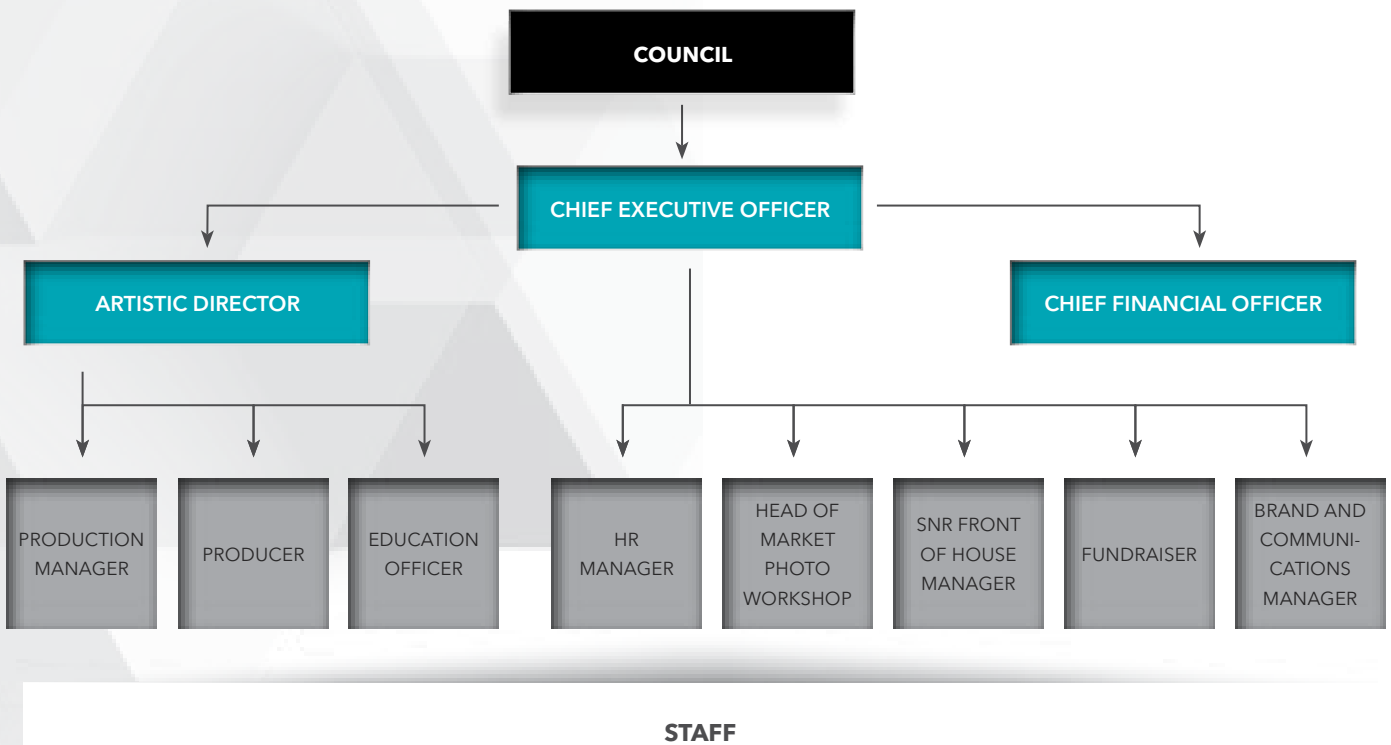 COUNCIL
CHIEF EXECUTIVE OFFICER
ARTISTIC DIRECTOR
CHIEF FINANCIAL OFFICER
PRODUCTION
MANAGER
PRODUCER
EDUCATION
OFFICER
HR
MANAGER
HEAD OF
MARKET
PHOTO
WORKSHOP
SNR FRONT
OF HOUSE
MANAGER
FUNDRAISER
BRAND AND
COMMUNI-
CATIONS
MANAGER
STAFF